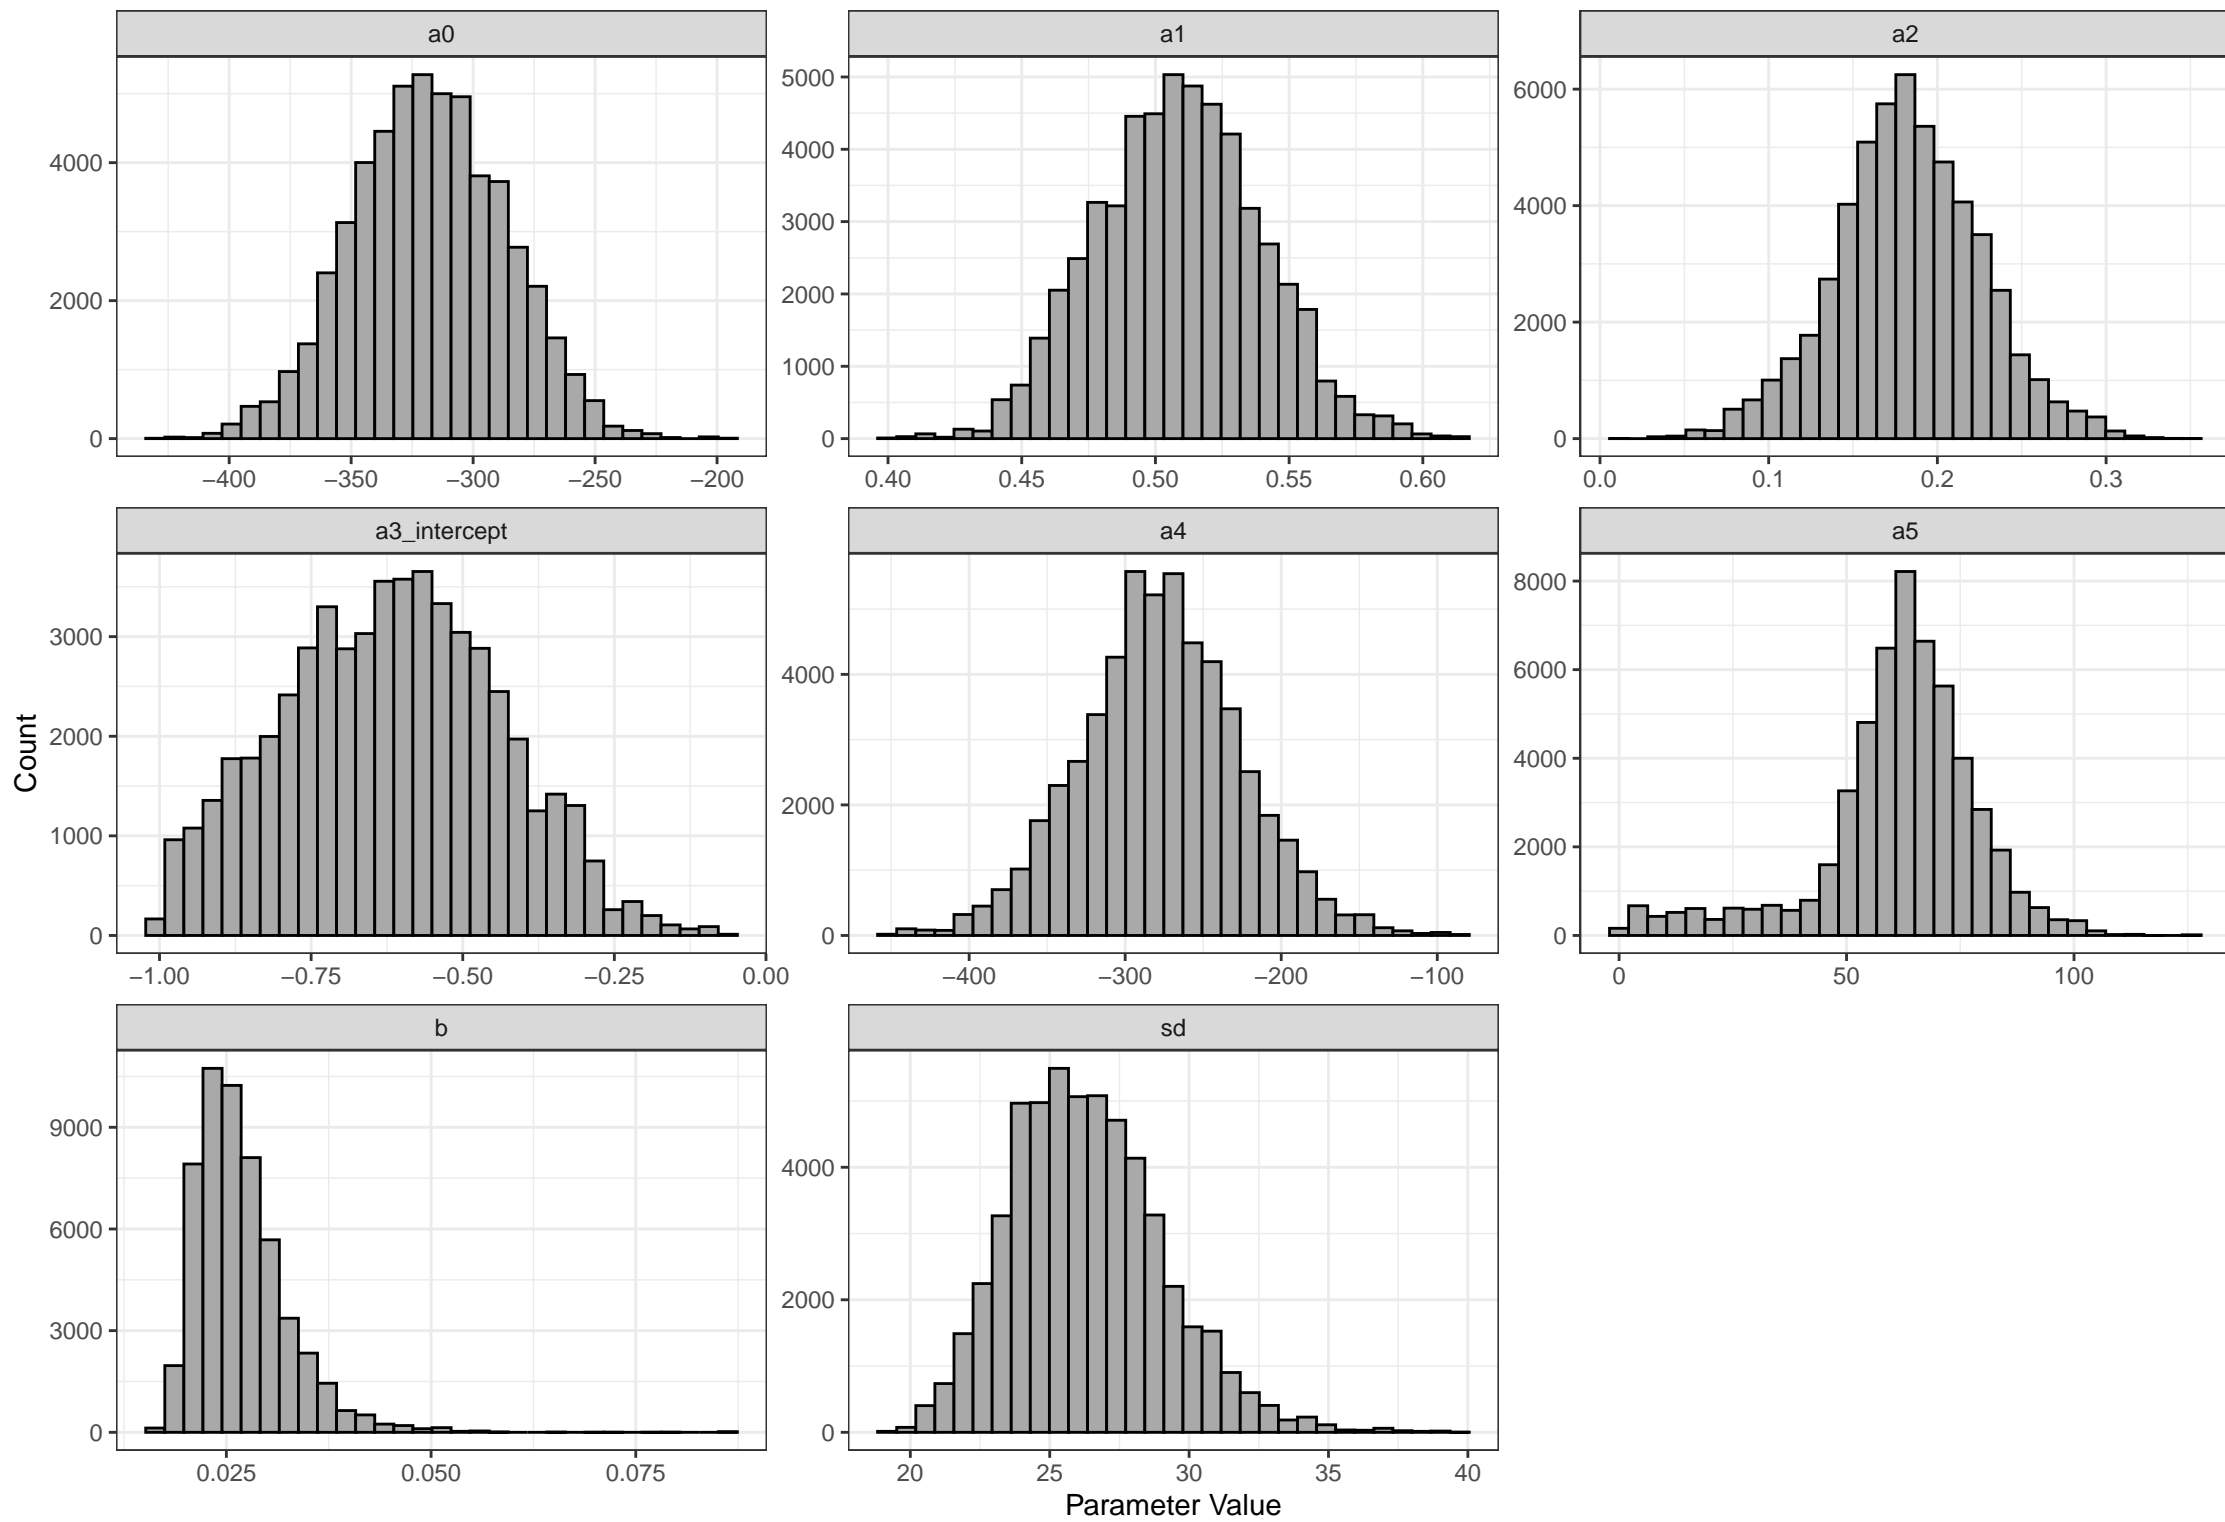 a0 a1 a2
0 2000 4000
−400 −350 −300 −250 −200
0 1000 2000 3000 4000 5000
0.40 0.45 0.50 0.55 0.60
0 2000 4000 6000
0.0 0.1 0.2 0.3
a3_intercept a4 a5
0 1000 2000 3000
−1.00 −0.75 −0.50 −0.25 0.00
0 2000 4000
−400 −300 −200 −100
0 2000 4000 6000 8000
0 50 100
b sd
0 3000 6000 9000
0.025 0.050 0.075
0 2000 4000
20 25 30 35 40
Parameter Value
Count